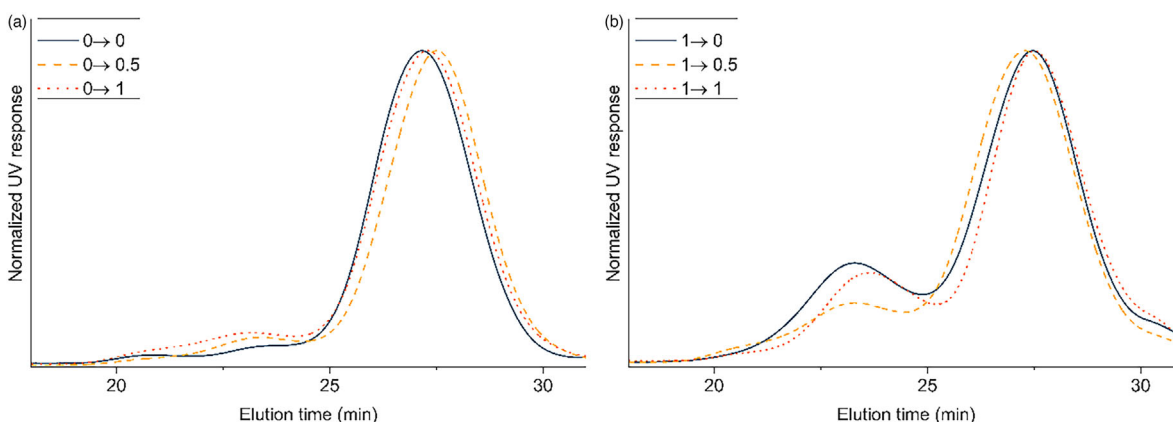 (a)
0→ 0
0→ 0.5
0→ 1
Normalized UV response
20
25
30
Elution time (min)
(b)
1→ 0
1→ 0.5
1→ 1
Normalized UV response
20
25
30
Elution time (min)